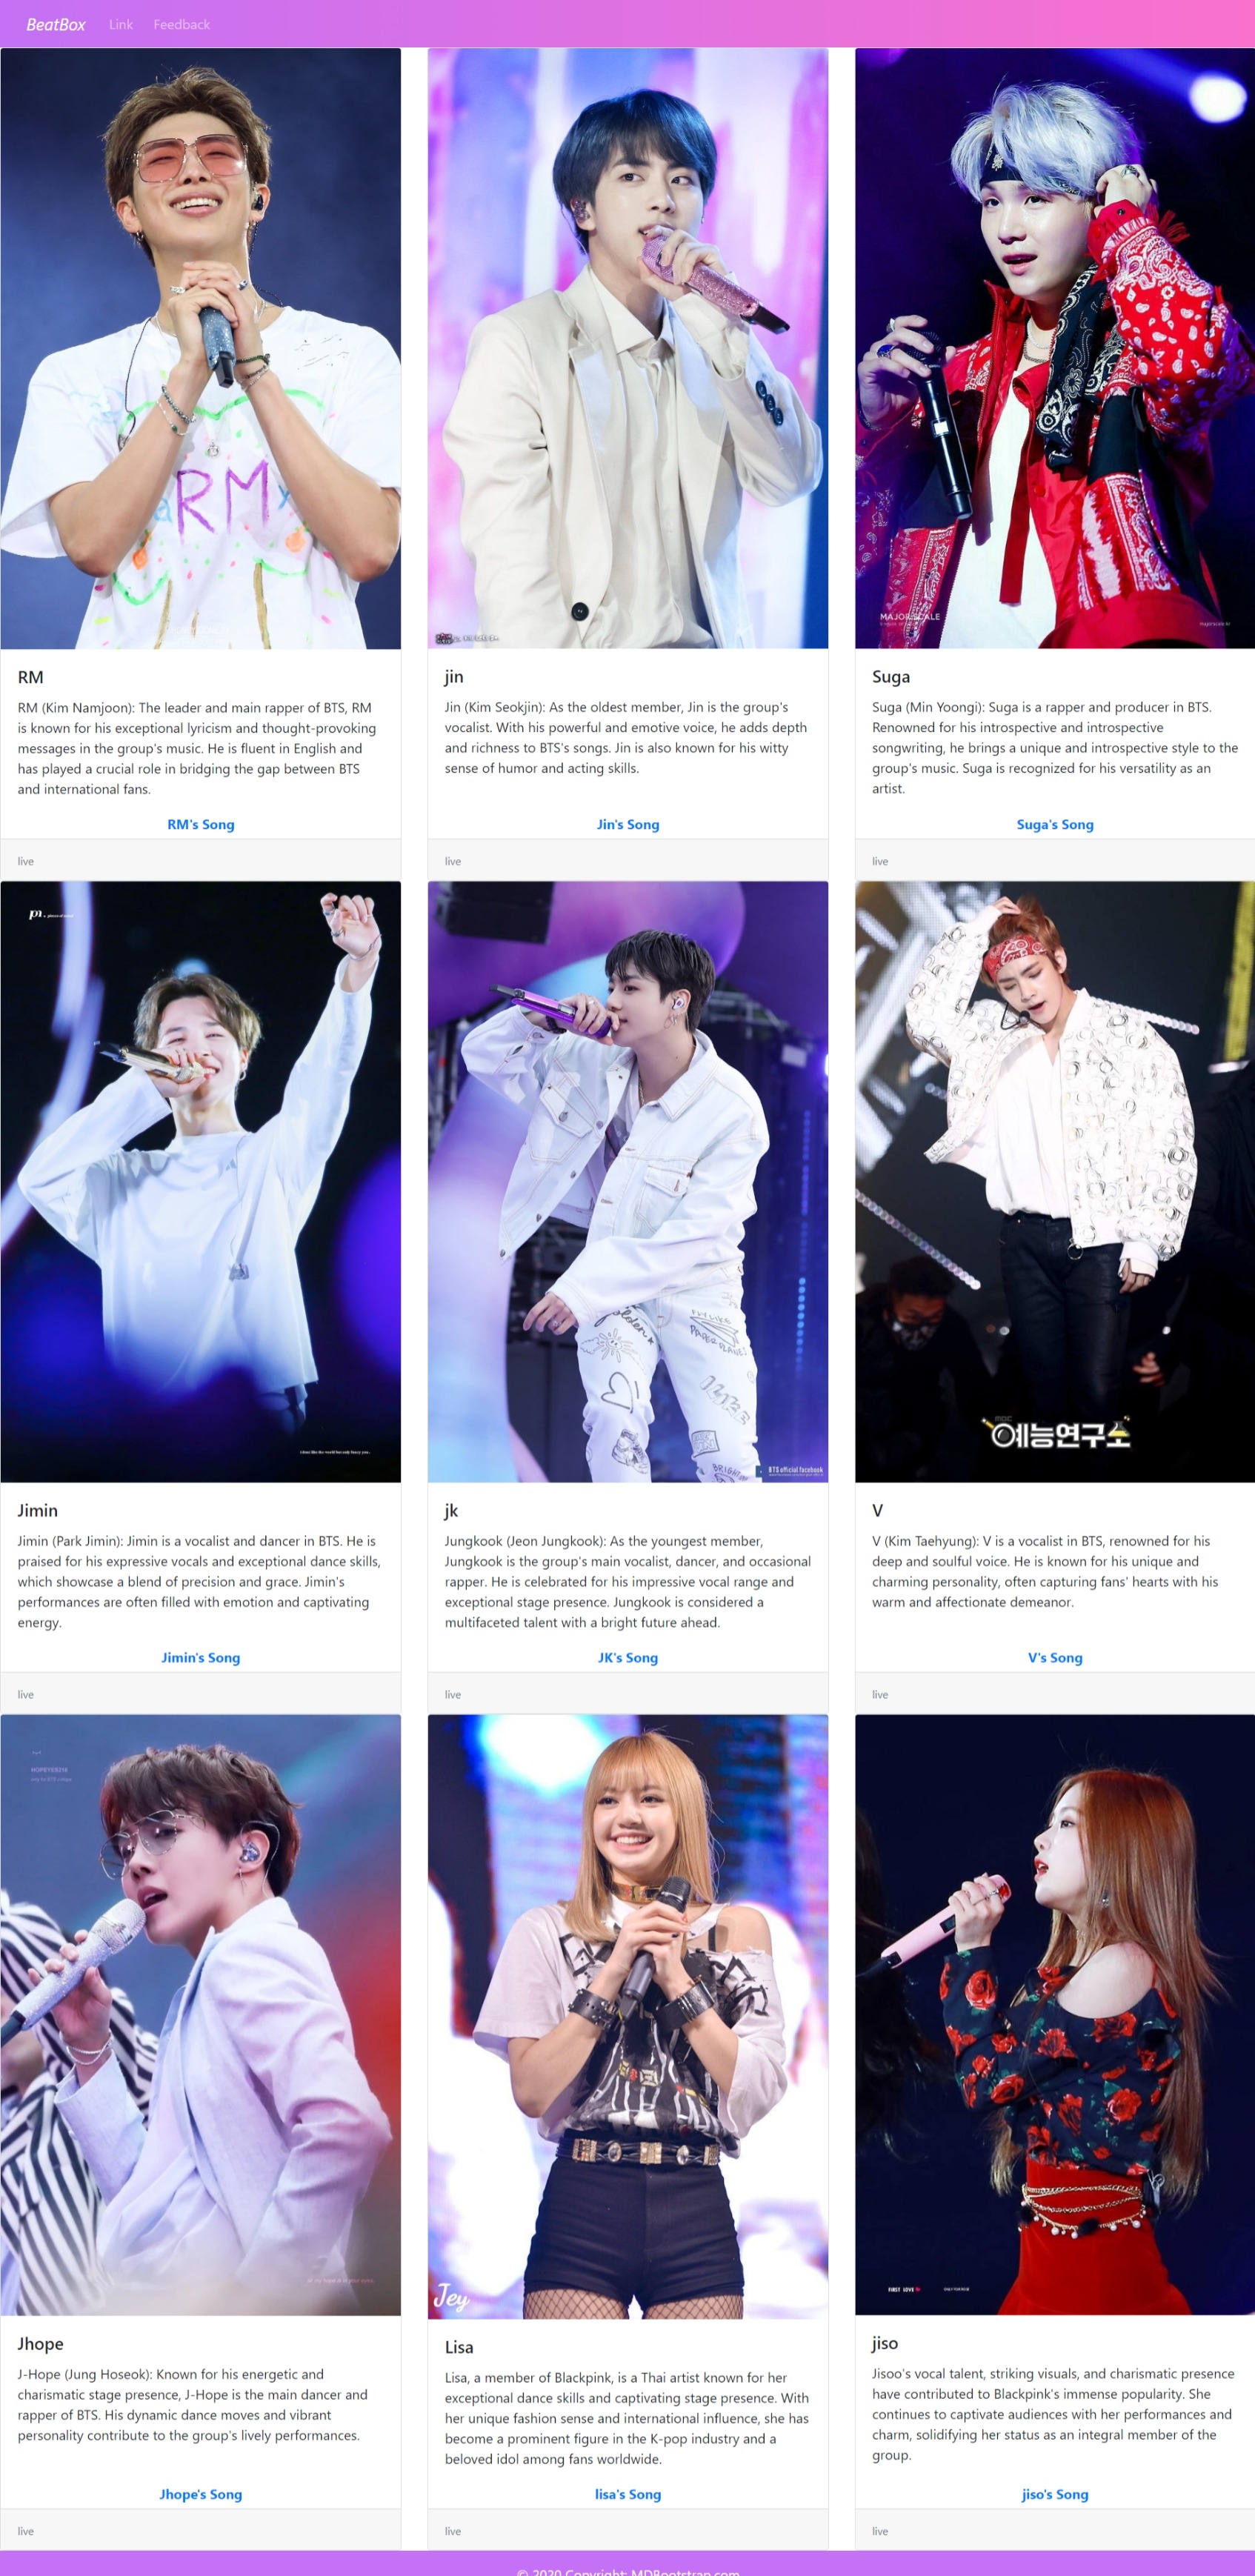 BeatBox Link Feedback
RM
MAJORSCALE
RM
RM (Kim Namjoon): The leader and main rapper of BTS, RM
is known for his exceptional lyricism and thought-provoking
messages in the group's music. He is fluent in English and
has played a crucial role in bridging the gap between BTS
and international fans.
RM's Song
live
jin
Jin (Kim Seokjin): As the oldest member, Jin is the group's
vocalist. With his powerful and emotive voice, he adds depth
and richness to BTS's songs. Jin is also known for his witty
sense of humor and acting skills.
Jin's Song
live
Suga
Suga (Min Yoongi): Suga is a rapper and producer in BTS.
Renowned for his introspective and introspective
songwriting, he brings a unique and introspective style to the
group's music. Suga is recognized for his versatility as an
artist.
Suga's Song
live
Jimin
Jimin (Park Jimin): Jimin is a vocalist and dancer in BTS. He is
praised for his expressive vocals and exceptional dance skills,
which showcase a blend of precision and grace. Jimin's
performances are often filled with emotion and captivating
energy.
Jimin's Song
live
BTS official facebook
jk
Jungkook (Jeon Jungkook): As the youngest member,
Jungkook is the group's main vocalist, dancer, and occasional
rapper. He is celebrated for his impressive vocal range and
exceptional stage presence. Jungkook is considered a
multifaceted talent with a bright future ahead.
JK's Song
live
MBC
예능연구소
V
V (Kim Taehyung): V is a vocalist in BTS, renowned for his
deep and soulful voice. He is known for his unique and
charming personality, often capturing fans' hearts with his
warm and affectionate demeanor.
V's Song
live
Jhope
J-Hope (Jung Hoseok): Known for his energetic and
charismatic stage presence, J-Hope is the main dancer and
rapper of BTS. His dynamic dance moves and vibrant
personality contribute to the group's lively performances.
Jhope's Song
live
Jey
Lisa
Lisa, a member of Blackpink, is a Thai artist known for her
exceptional dance skills and captivating stage presence. With
her unique fashion sense and international influence, she has
become a prominent figure in the K-pop industry and a
beloved idol among fans worldwide.
lisa's Song
live
FIRST LOVE
jiso
Jisoo's vocal talent, striking visuals, and charismatic presence
have contributed to Blackpink's immense popularity. She
continues to captivate audiences with her performances and
charm, solidifying her status as an integral member of the
group.
jiso's Song
live
© 2020 Copyright: MDBootstrap.com